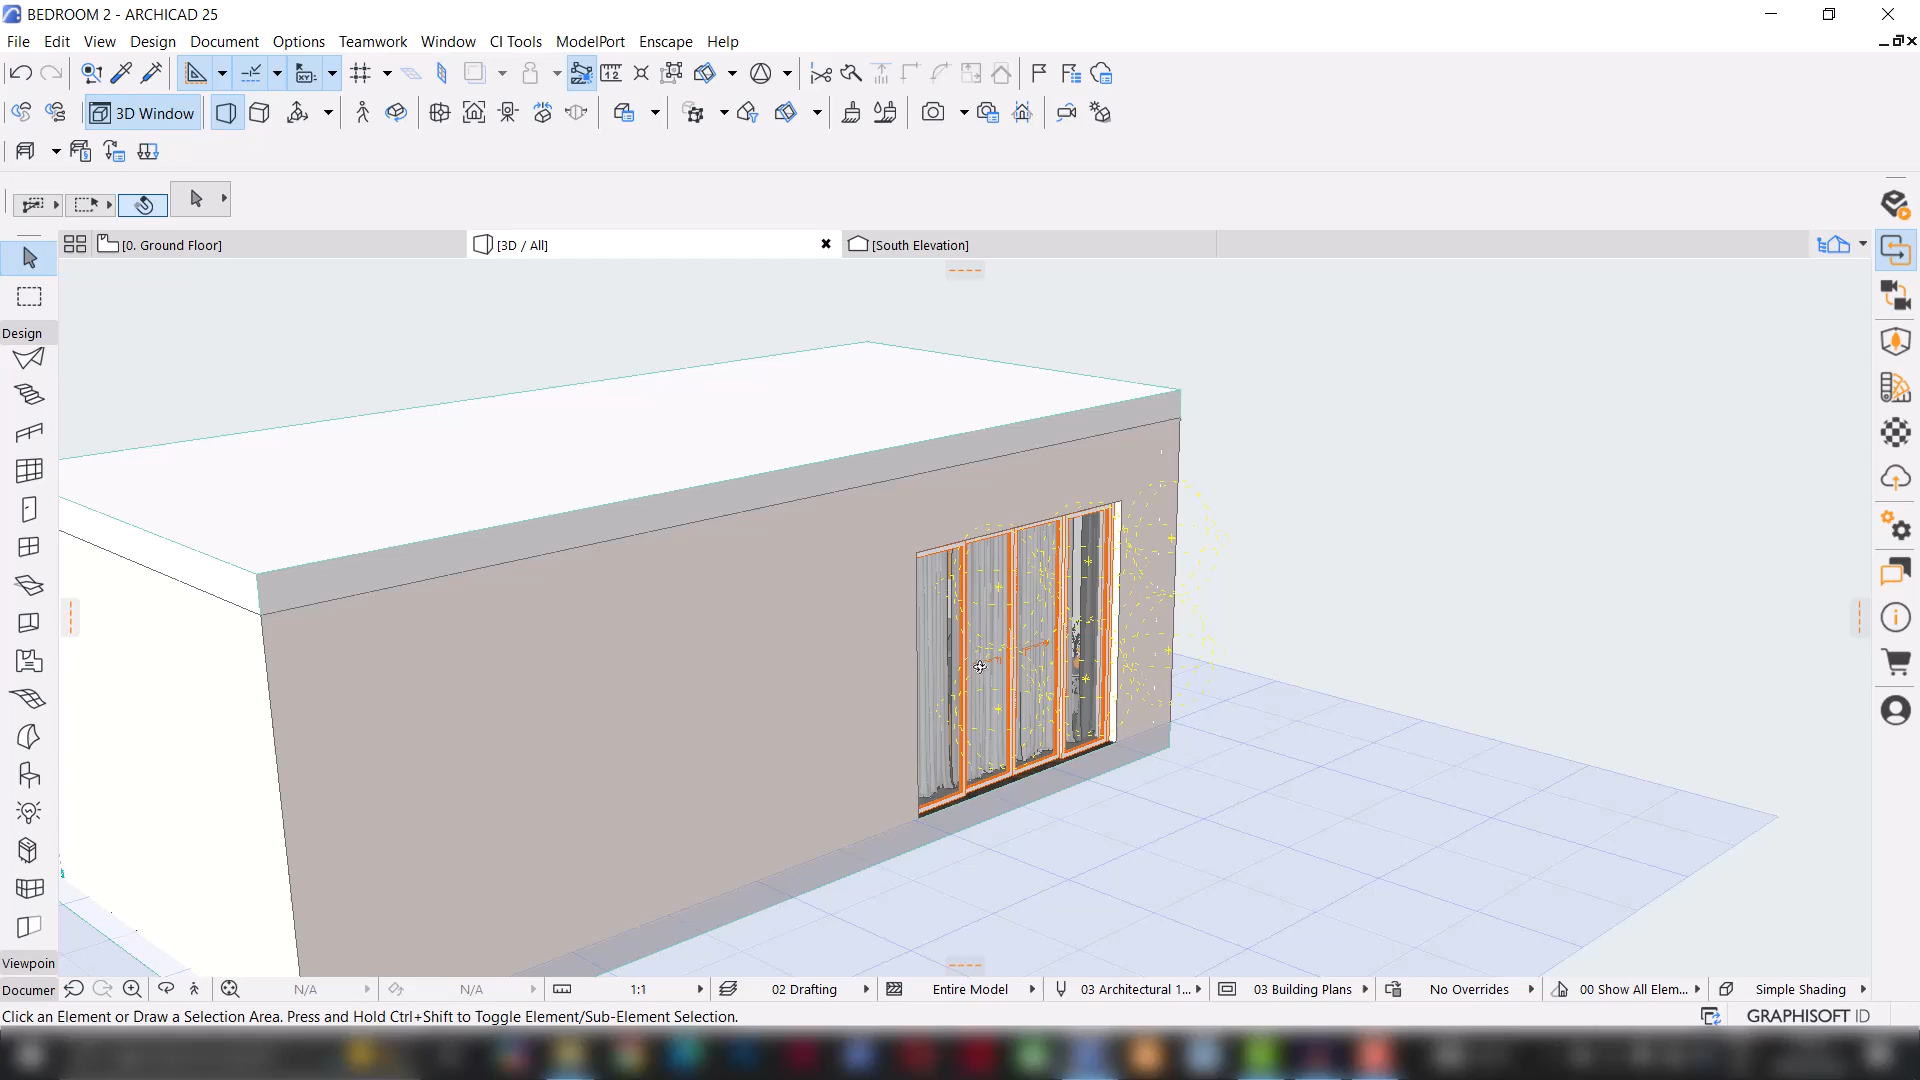 BEDROOM 2 - ARCHICAD 25
File Edit View Design Document Options Teamwork Window CI Tools ModelPort Enscape Help
3D Window
[0. Ground Floor]
[3D / All]
[South Elevation]
Design
Viewpoin
Documen
N/A
N/A
1:1
02 Drafting
Entire Model
03 Architectural 1...
03 Building Plans
No Overrides
00 Show All Elem...
Simple Shading
Click an Element or Draw a Selection Area. Press and Hold Ctrl+Shift to Toggle Element/Sub-Element Selection.
GRAPHISOFT ID